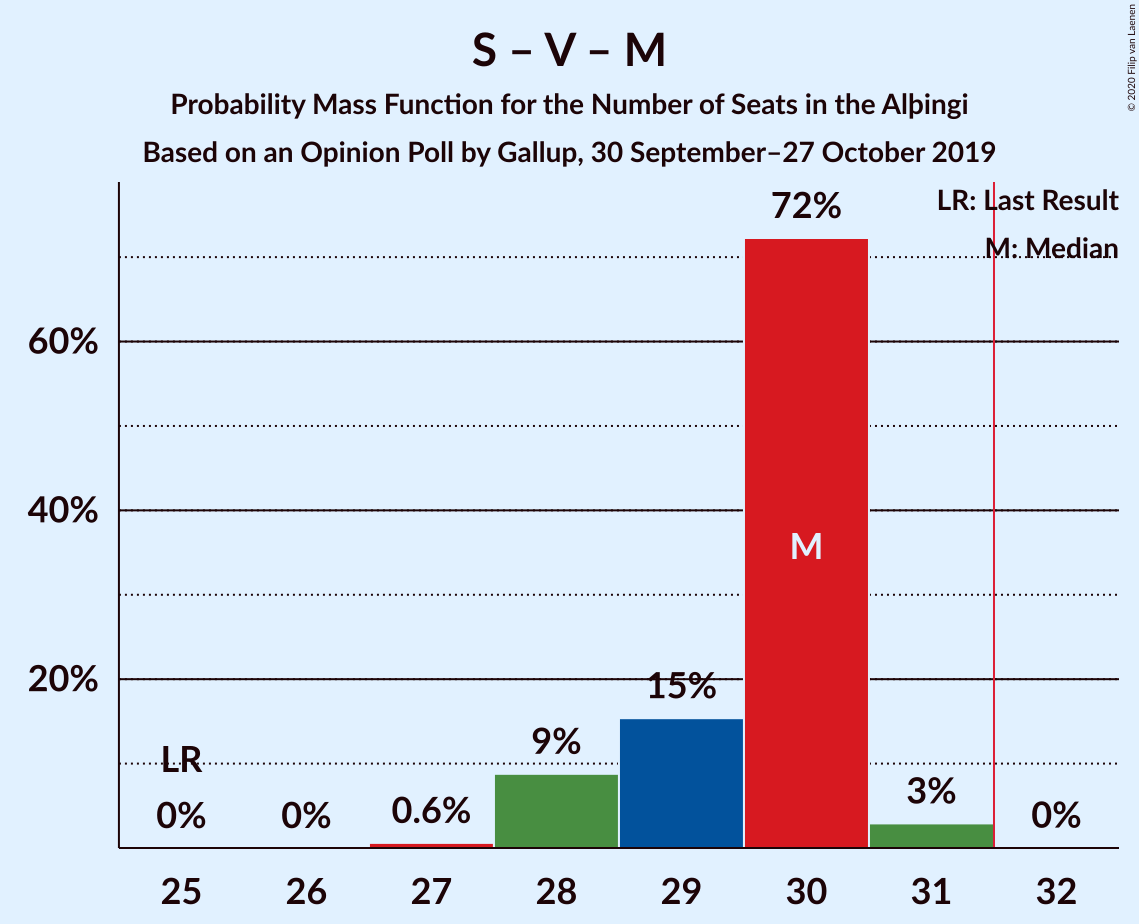 S – V – M
Probability Mass Function for the Number of Seats in the Alþingi
Based on an Opinion Poll by Gallup, 30 September–27 October 2019
© 2020 Filip van Laenen
LR: Last Result
M: Median
72%
60%
40%
M
20%
15%
9%
LR
0%
0%
0.6%
3%
0%
25 26 27 28 29 30 31 32